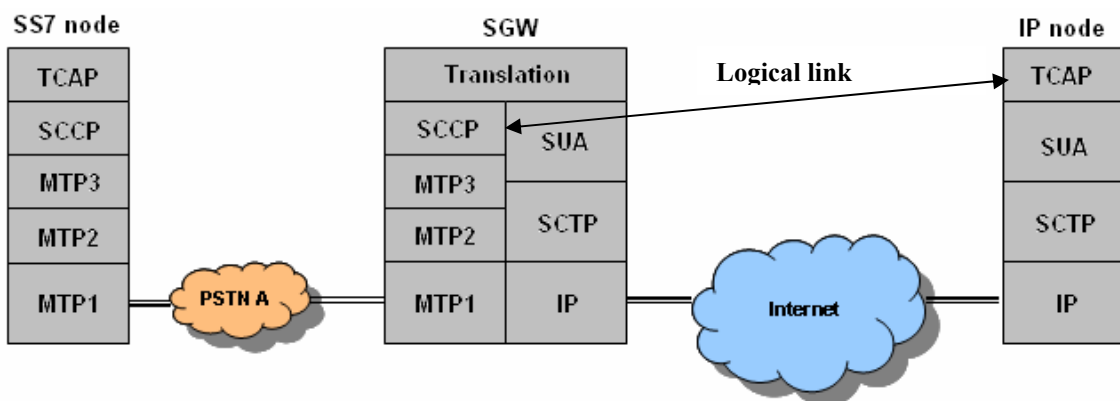 SS7 node
SGW
IP node
TCAP
SCCP
MTP3
MTP2
MTP1
PSTN A
Translation
SCCP
MTP3
MTP2
MTP1
SUA
SCTP
IP
Logical link
Internet
TCAP
SUA
SCTP
IP